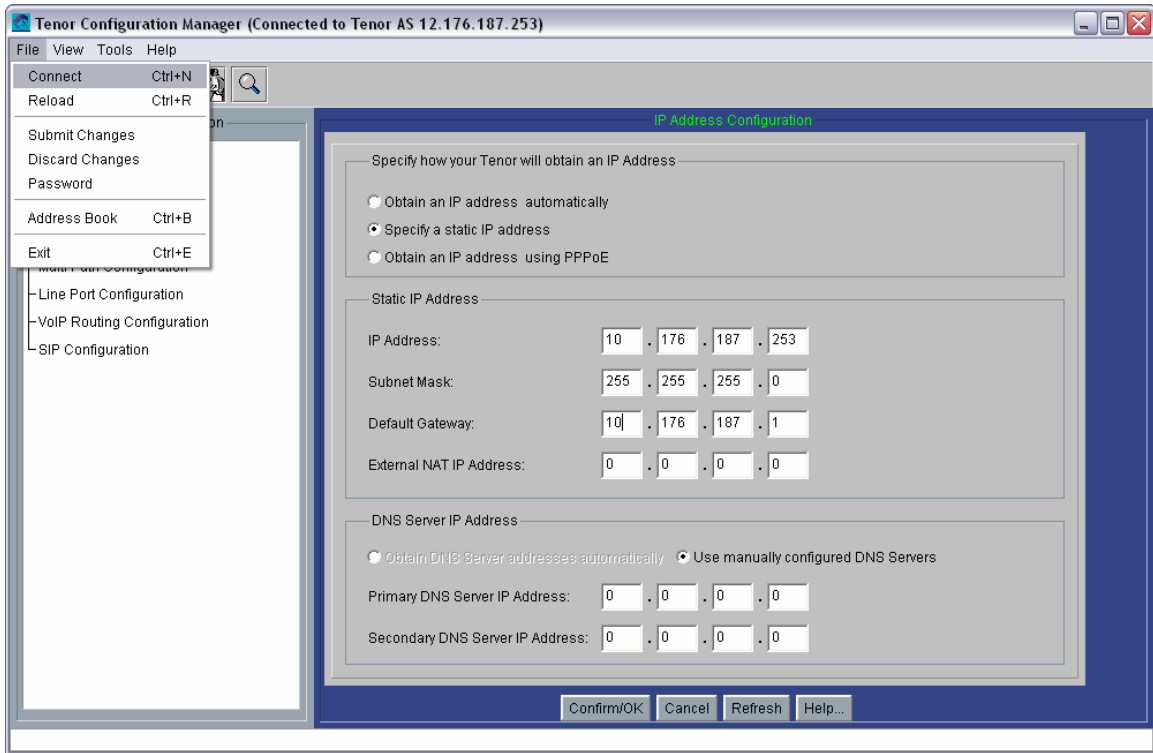 Tenor Configuration Manager (Connected to Tenor AS 12.176.187.253)
File View Tools Help
Connect Ctrl+N
Reload Ctrl+R
Submit Changes
Discard Changes
Password
Address Book Ctrl+B
Exit Ctrl+E
Multi Path Configuration
Line Port Configuration
VoIP Routing Configuration
SIP Configuration
IP Address Configuration
Specify how your Tenor will obtain an IP Address
Obtain an IP address automatically
Specify a static IP address
Obtain an IP address using PPPoE
Static IP Address
IP Address: 10 . 176 . 187 . 253
Subnet Mask: 255 . 255 . 255 . 0
Default Gateway: 10 . 176 . 187 . 1
External NAT IP Address: 0 . 0 . 0 . 0
DNS Server IP Address
Obtain DNS Server addresses automatically Use manually configured DNS Servers
Primary DNS Server IP Address: 0 . 0 . 0 . 0
Secondary DNS Server IP Address: 0 . 0 . 0 . 0
Confirm/OK Cancel Refresh Help...